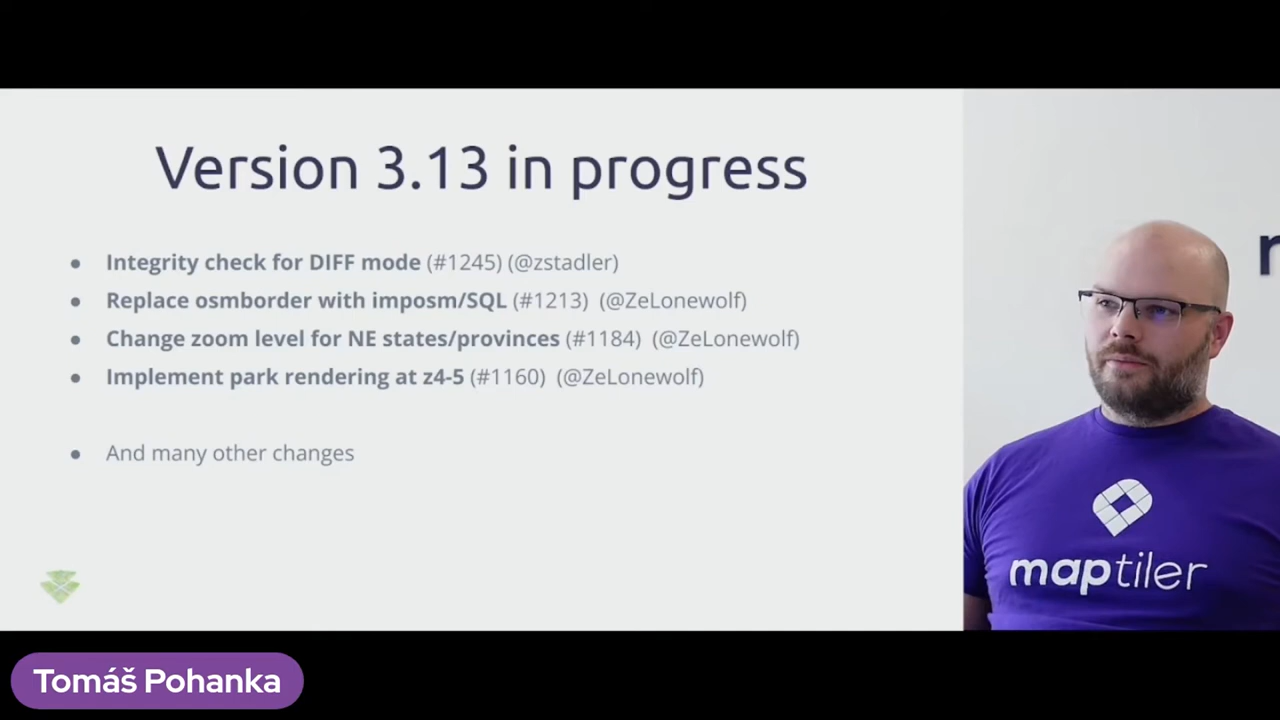 Version 3.13 in progress
Integrity check for DIFF mode (#1245) (@zstadler)
Replace osmborder with imposm/SQL (#1213) (@ZeLonewolf)
Change zoom level for NE states/provinces (#1184) (@ZeLonewolf)
Implement park rendering at z4-5 (#1160) (@ZeLonewolf)
And many other changes
maptiler
Tomáš Pohanka